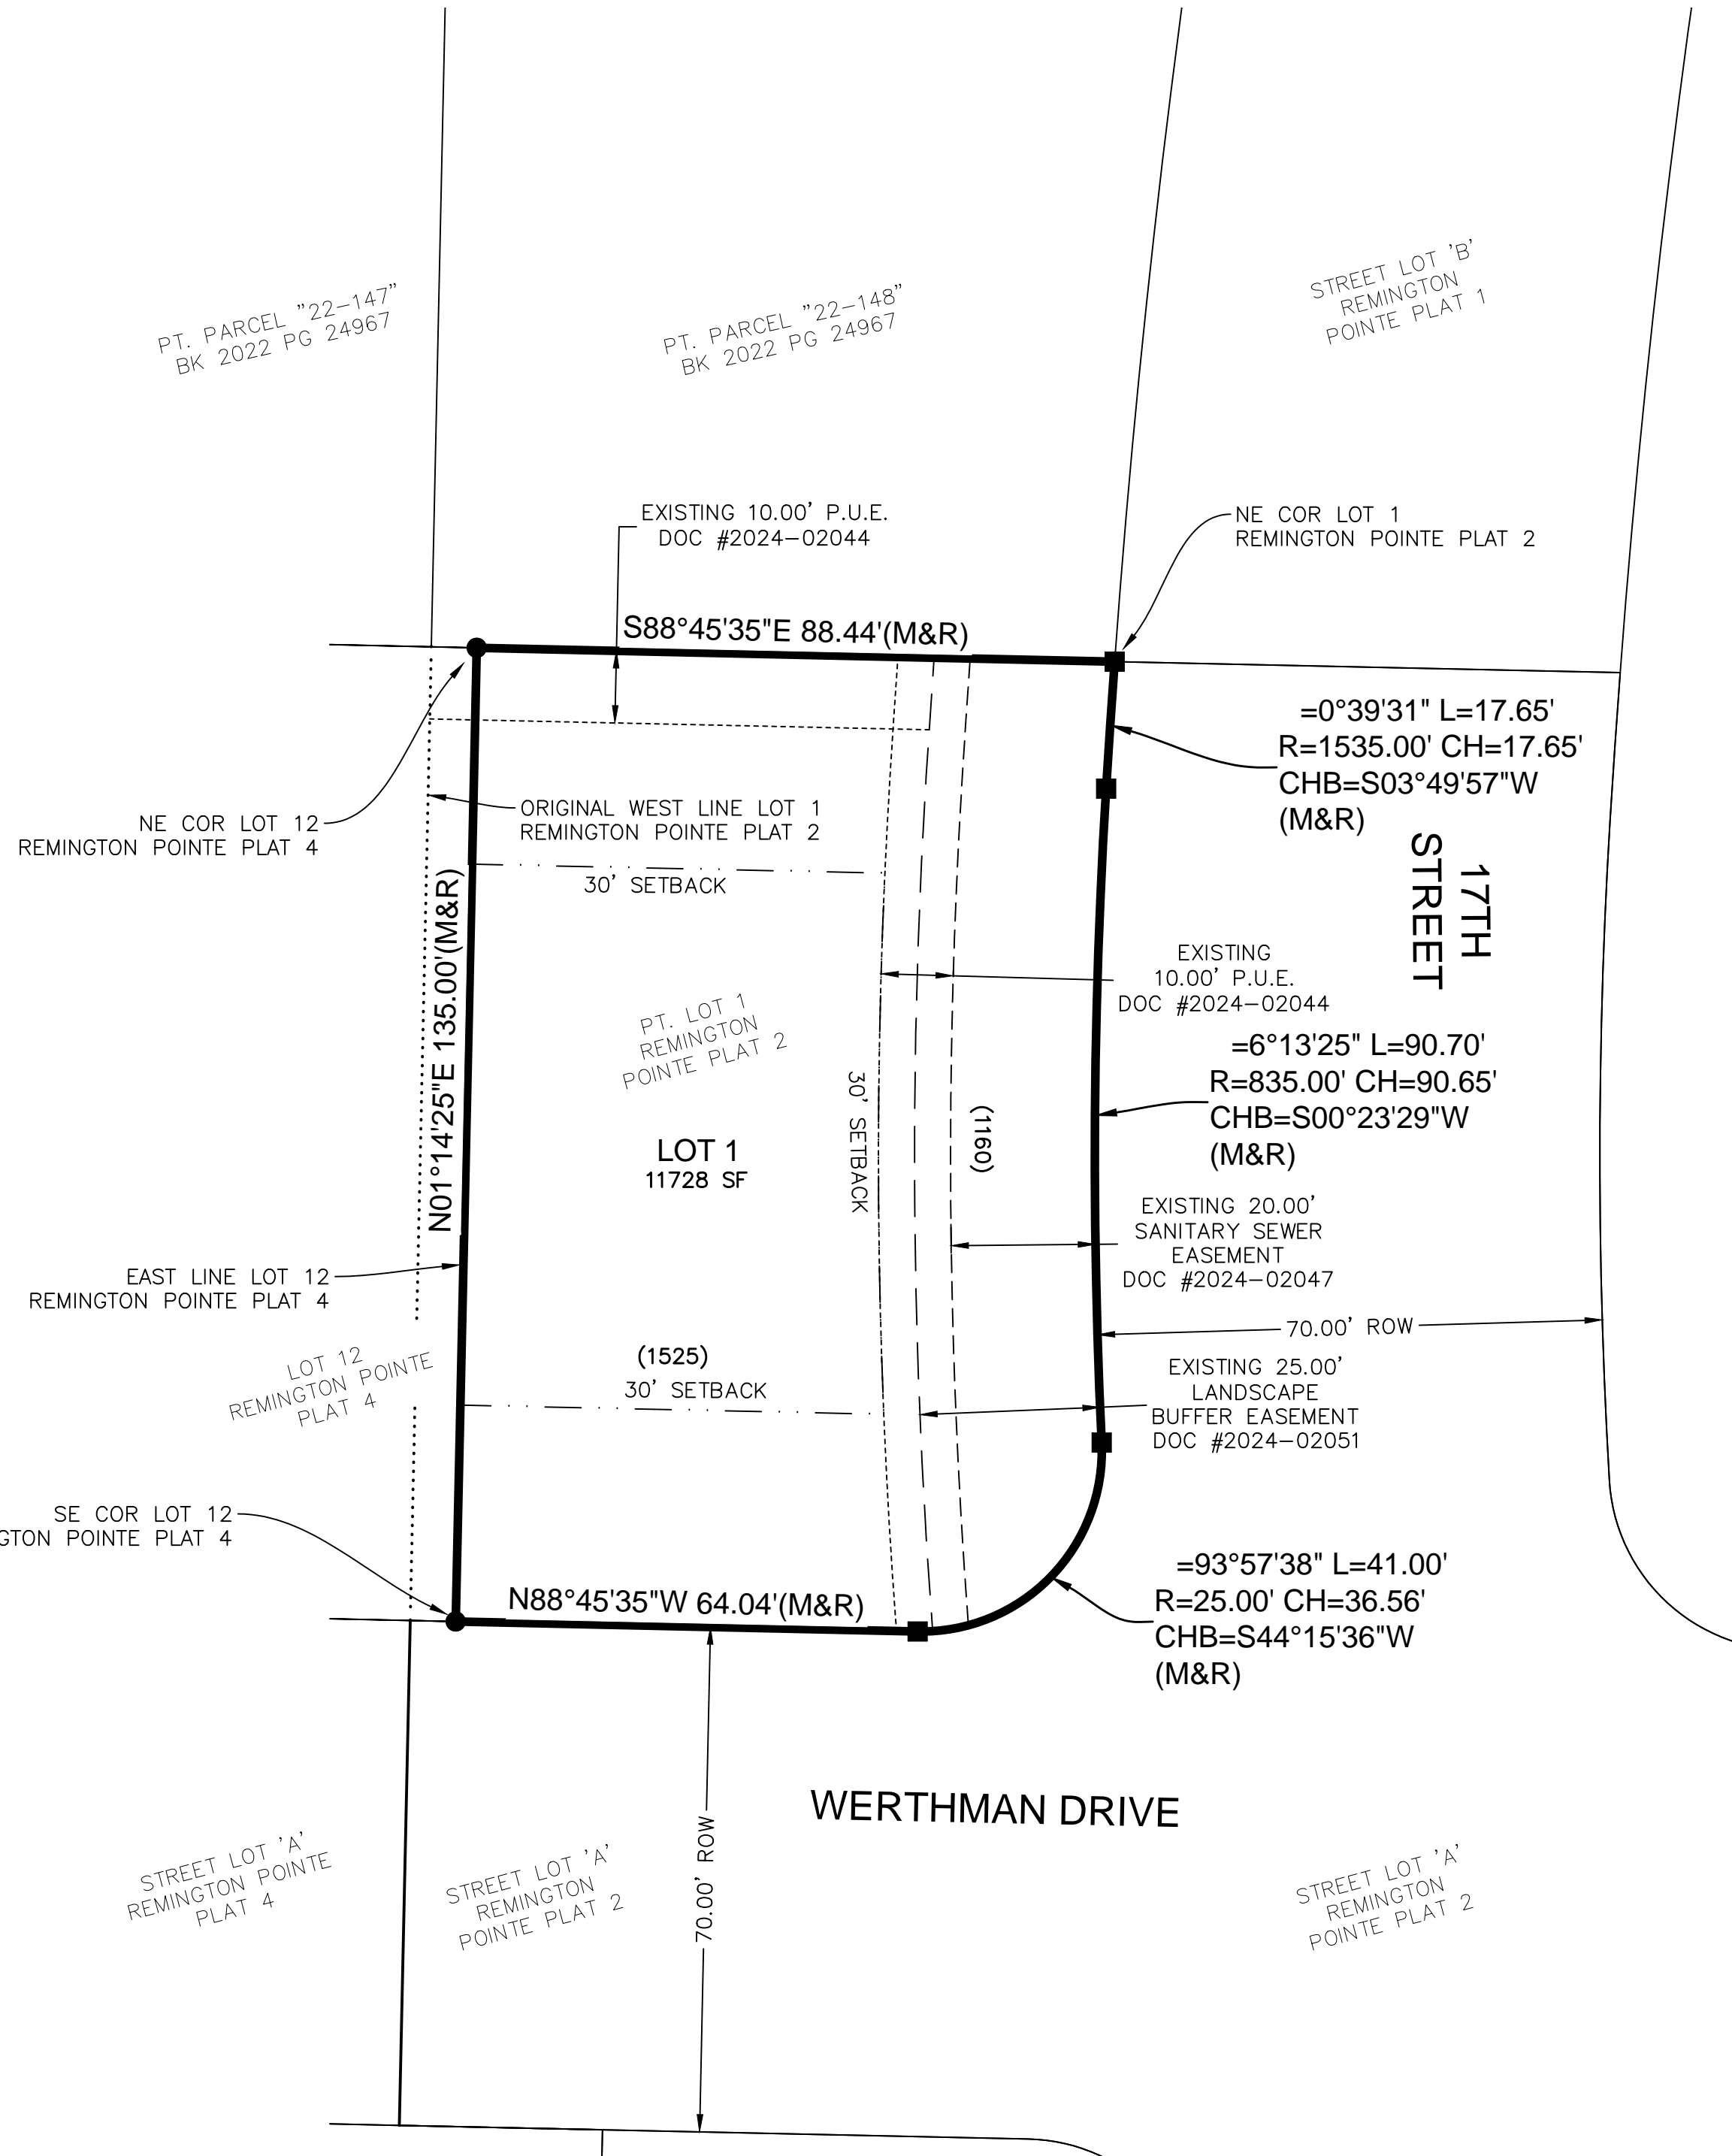 PT. PARCEL "22-147"
BK 2022 PG 24967
PT. PARCEL "22-148"
BK 2022 PG 24967
STREET LOT 'B'
REMINGTON
POINTE PLAT 1
EXISTING 10.00' P.U.E.
DOC #2024-02044
NE COR LOT 1
REMINGTON POINTE PLAT 2
S88°45'35"E 88.44'(M&R)
=0°39'31" L=17.65'
R=1535.00' CH=17.65'
CHB=S03°49'57"W
(M&R)
NE COR LOT 12
REMINGTON POINTE PLAT 4
ORIGINAL WEST LINE LOT 1
REMINGTON POINTE PLAT 2
30' SETBACK
17TH
STREET
N01°14'25"E 135.00'(M&R)
EXISTING
10.00' P.U.E.
DOC #2024-02044
PT. LOT 1
REMINGTON
POINTE PLAT 2
=6°13'25" L=90.70'
R=835.00' CH=90.65'
CHB=S00°23'29"W
(M&R)
30' SETBACK
(1160)
LOT 1
11728 SF
EXISTING 20.00'
SANITARY SEWER
EASEMENT
DOC #2024-02047
EAST LINE LOT 12
REMINGTON POINTE PLAT 4
70.00' ROW
LOT 12
REMINGTON POINTE
PLAT 4
(1525)
30' SETBACK
EXISTING 25.00'
LANDSCAPE
BUFFER EASEMENT
DOC #2024-02051
SE COR LOT 12
GTON POINTE PLAT 4
N88°45'35"W 64.04'(M&R)
=93°57'38" L=41.00'
R=25.00' CH=36.56'
CHB=S44°15'36"W
(M&R)
WERTHMAN DRIVE
70.00' ROW
STREET LOT 'A'
REMINGTON POINTE
PLAT 4
STREET LOT 'A'
REMINGTON
POINTE PLAT 2
STREET LOT 'A'
REMINGTON
POINTE PLAT 2